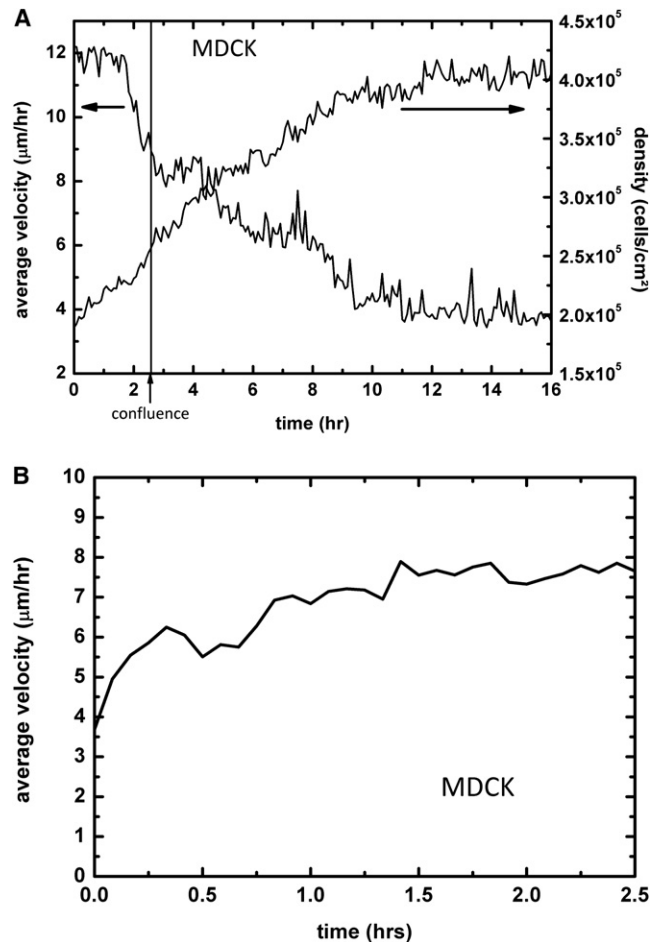 A
MDCK
12
10
8
6
4
2
average velocity (μm/hr)
4.5x10⁵
4.0x10⁵
3.5x10⁵
3.0x10⁵
2.5x10⁵
2.0x10⁵
1.5x10⁵
density (cells/cm²)
0 2 4 6 8 10 12 14 16
confluence
time (hr)
B
10
9
8
7
6
5
4
3
2
1
0
average velocity (μm/hr)
MDCK
0.0 0.5 1.0 1.5 2.0 2.5
time (hrs)